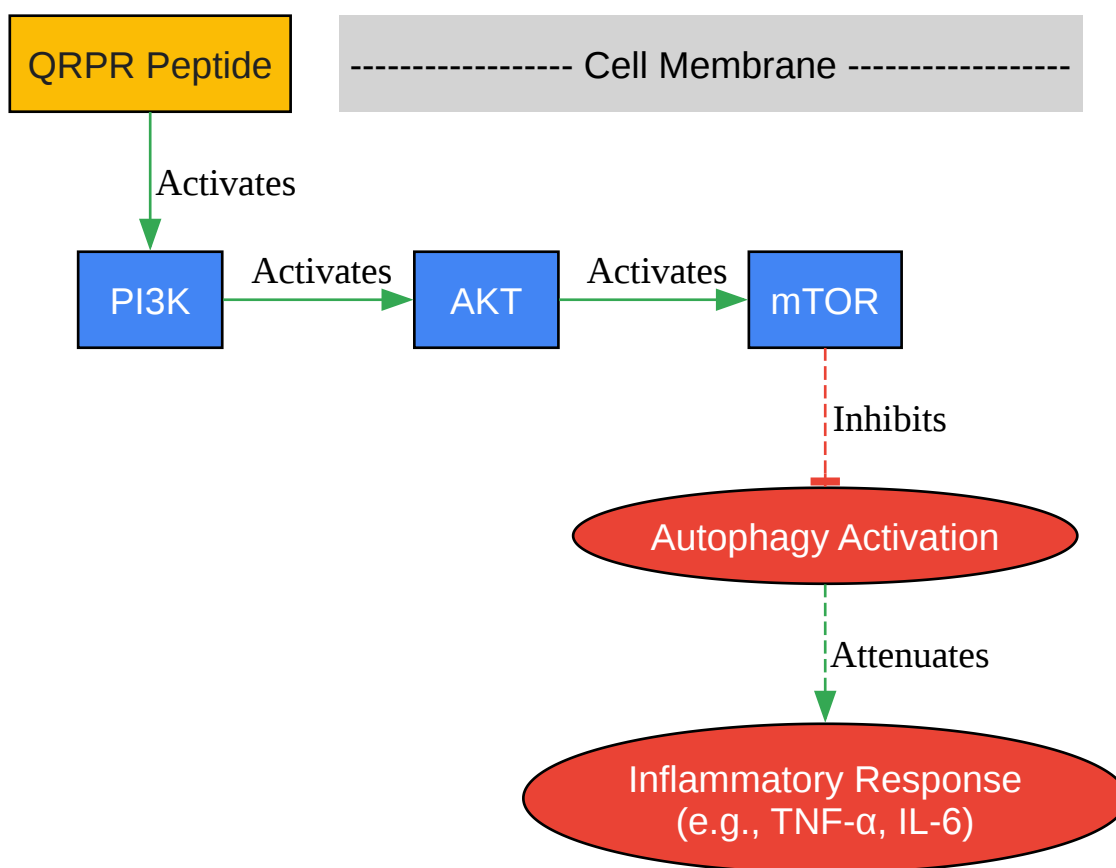 QRPR Peptide
------------------ Cell Membrane ------------------
Activates
Activates
Activates
PI3K
AKT
mTOR
Inhibits
Autophagy Activation
Attenuates
Inflammatory Response
(e.g., TNF-α, IL-6)